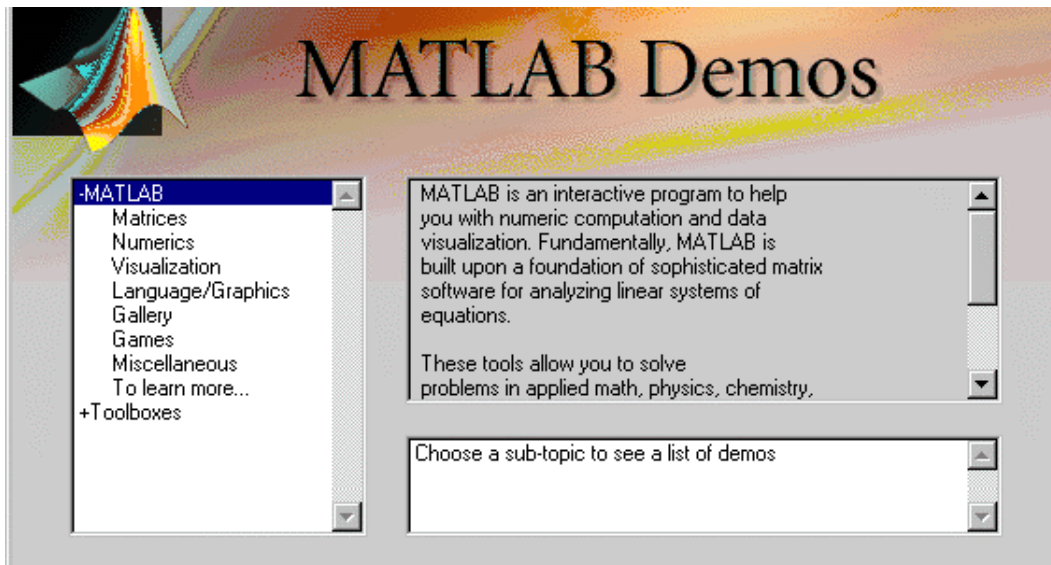 MATLAB Demos
-MATLAB
Matrices
Numerics
Visualization
Language/Graphics
Gallery
Games
Miscellaneous
To learn more...
+Toolboxes
MATLAB is an interactive program to help
you with numeric computation and data
visualization. Fundamentally, MATLAB is
built upon a foundation of sophisticated matrix
software for analyzing linear systems of
equations.
These tools allow you to solve
problems in applied math, physics, chemistry,
Choose a sub-topic to see a list of demos